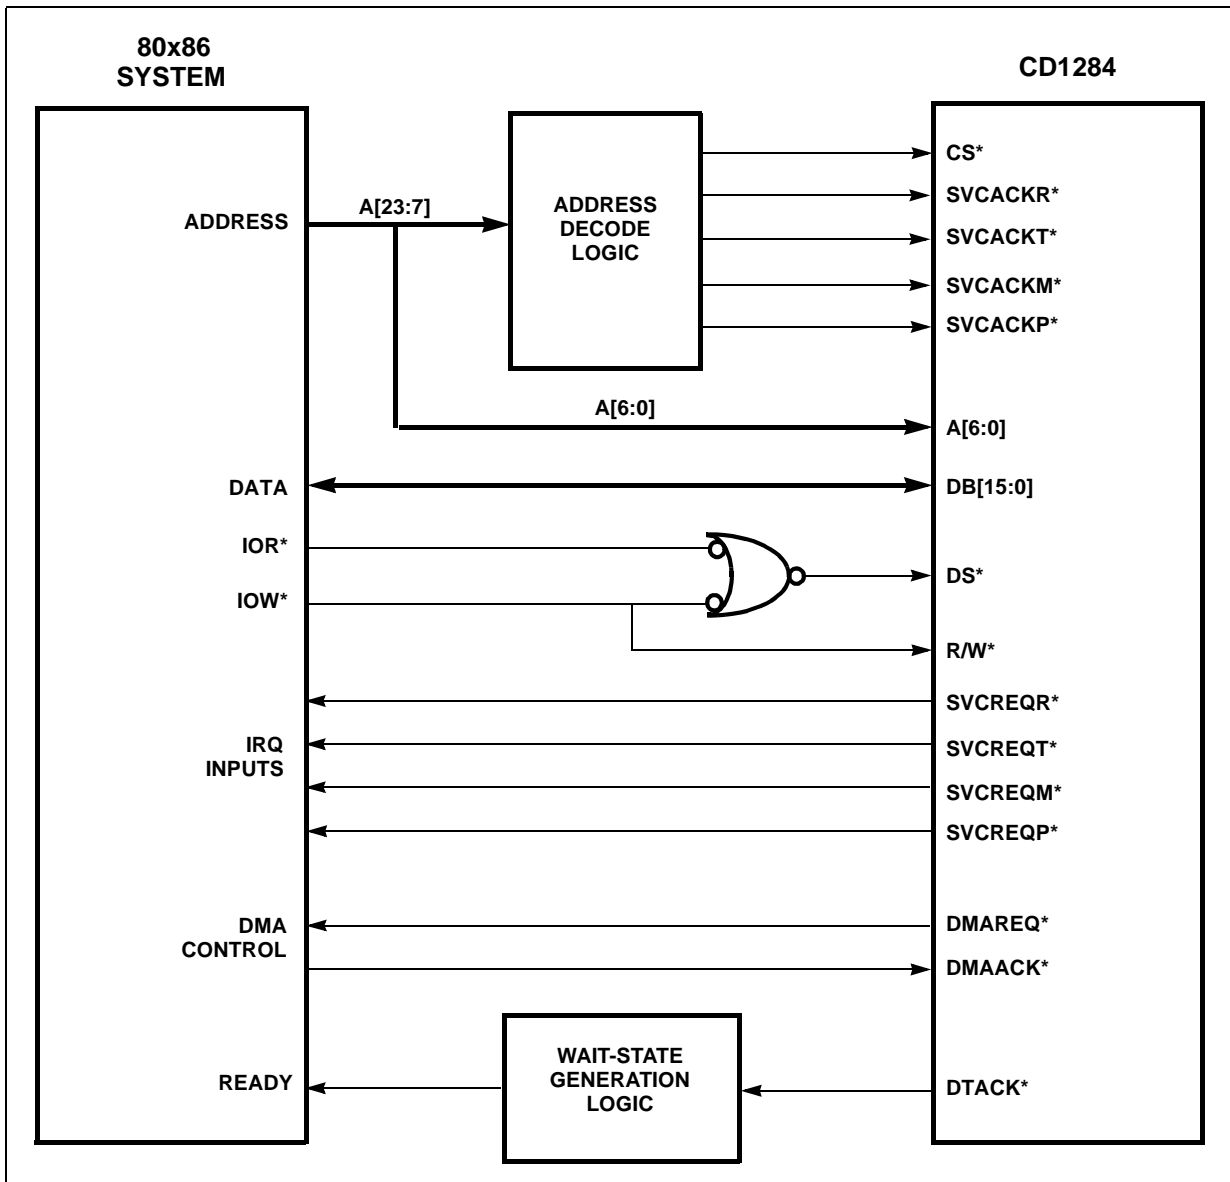 80x86
SYSTEM
CD1284
ADDRESS
A[23:7]
ADDRESS
DECODE
LOGIC
CS*
SVCACKR*
SVCACKT*
SVCACKM*
SVCACKP*
A[6:0]
A[6:0]
DATA
DB[15:0]
IOR*
IOW*
DS*
R/W*
IRQ
INPUTS
SVCREQR*
SVCREQT*
SVCREQM*
SVCREQP*
DMA
CONTROL
DMAREQ*
DMAACK*
READY
WAIT-STATE
GENERATION
LOGIC
DTACK*